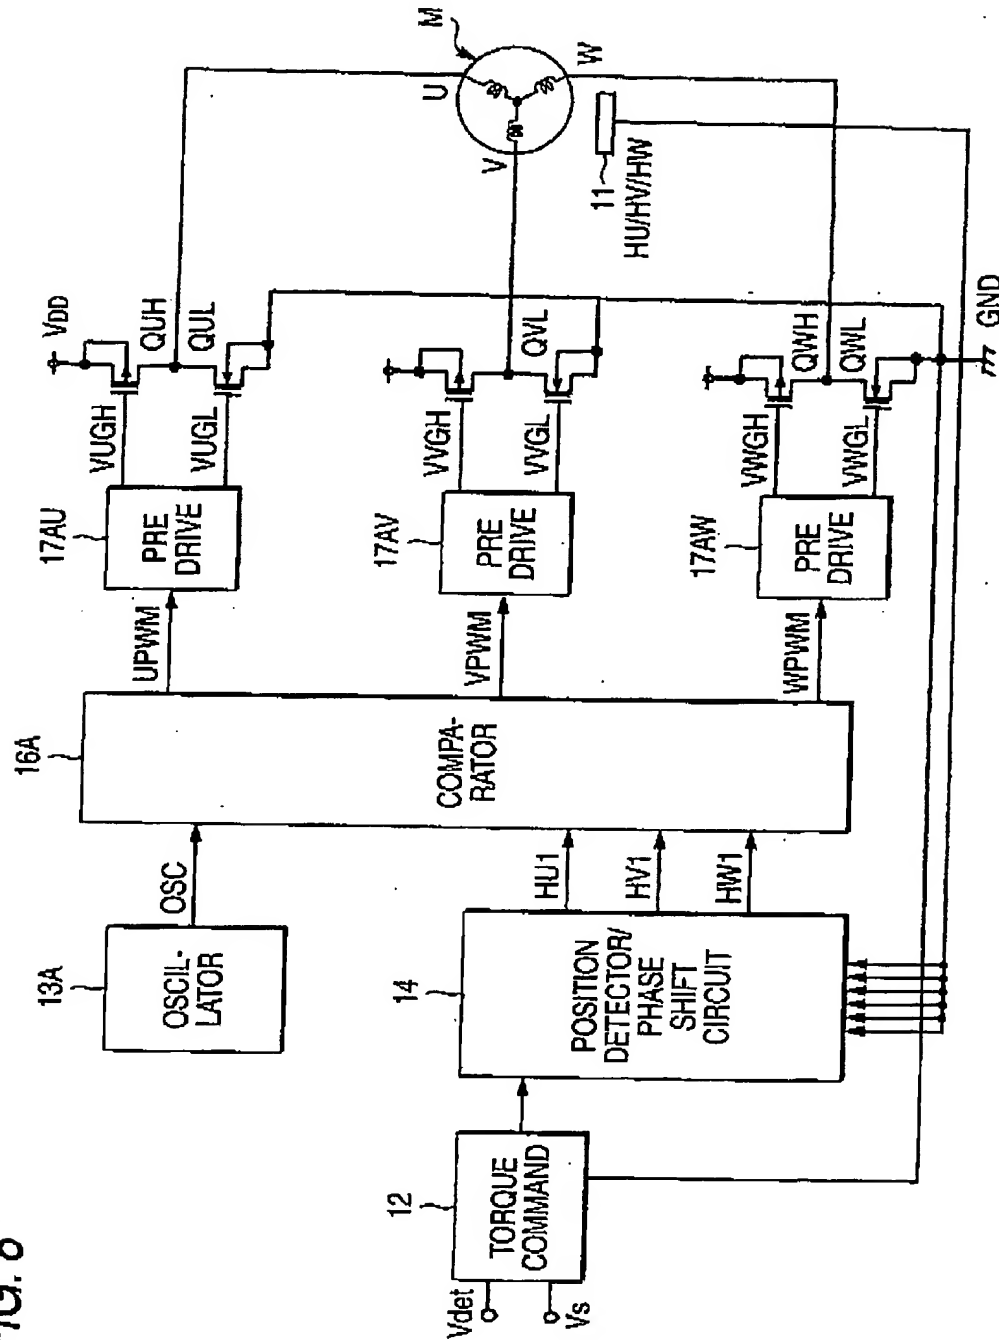 FIG.
13A
OSCIL-
LATOR
OSC
16A
COMPA-
RATOR
UPWM
17AU
PRE
DRIVE
VUGH
VUGL
VDD
QUH
QUL
M
U
V
W
VPWM
17AV
PRE
DRIVE
VVGH
VVGL
QVL
11
HU/HV/HW
WPWM
17AW
PRE
DRIVE
VWGH
VWGL
QWH
QWL
GND
Vdet
Vs
12
TORQUE
COMMAND
14
POSITION
DETECTOR/
PHASE
SHIFT
CIRCUIT
HU1
HV1
HW1